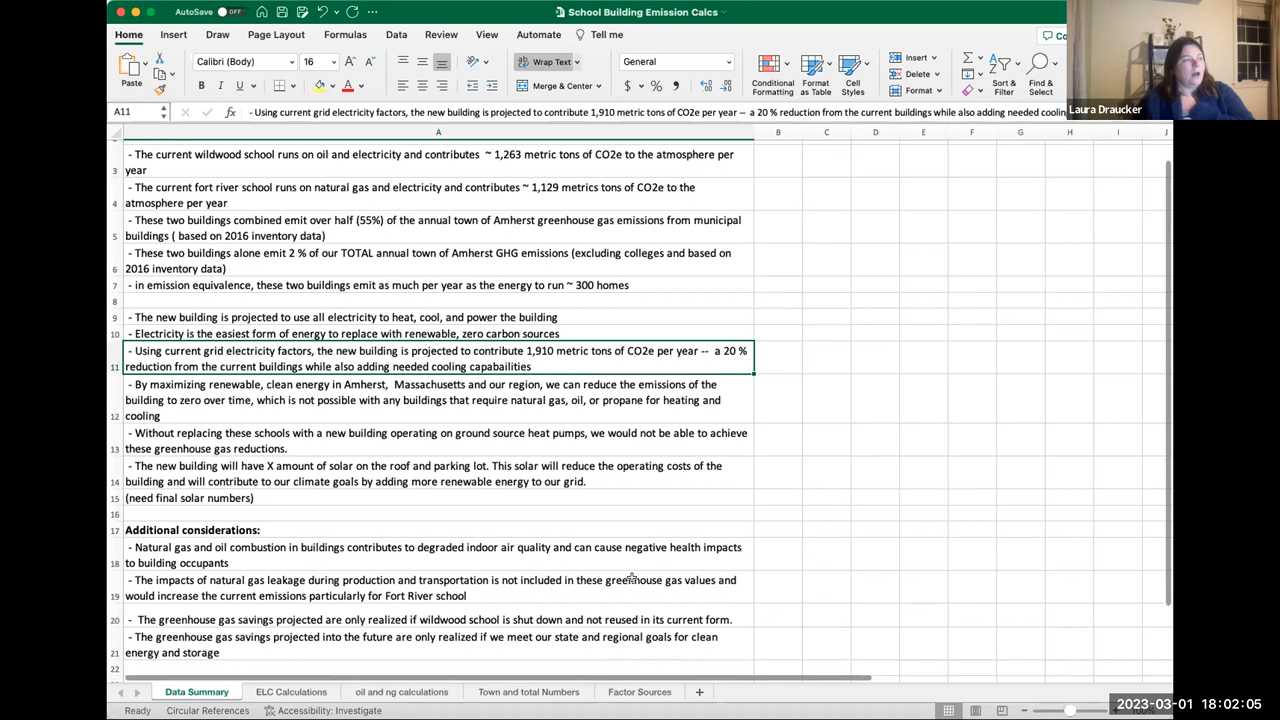 AutoSave OFF
School Building Emission Calcs
Home Insert Draw Page Layout Formulas Data Review View Automate Tell me
Paste
Calibri (Body) 16
Wrap Text
General
Merge & Center
Conditional Formatting
Format as Table
Cell Styles
Insert
Delete
Format
Sort & Filter
Find & Select
Laura Draucker
A11
fx - Using current grid electricity factors, the new building is projected to contribute 1,910 metric tons of CO2e per year -- a 20 % reduction from the current buildings while also adding needed coolin
A B C D E F G H I J
- The current wildwood school runs on oil and electricity and contributes ~ 1,263 metric tons of CO2e to the atmosphere per
3 year
- The current fort river school runs on natural gas and electricity and contributes ~ 1,129 metrics tons of CO2e to the
4 atmosphere per year
- These two buildings combined emit over half (55%) of the annual town of Amherst greenhouse gas emissions from municipal
5 buildings ( based on 2016 inventory data)
- These two buildings alone emit 2 % of our TOTAL annual town of Amherst GHG emissions (excluding colleges and based on
6 2016 inventory data)
7 - in emission equivalence, these two buildings emit as much per year as the energy to run ~ 300 homes
8
9 - The new building is projected to use all electricity to heat, cool, and power the building
10 - Electricity is the easiest form of energy to replace with renewable, zero carbon sources
- Using current grid electricity factors, the new building is projected to contribute 1,910 metric tons of CO2e per year -- a 20 %
11 reduction from the current buildings while also adding needed cooling capabailities
- By maximizing renewable, clean energy in Amherst, Massachusetts and our region, we can reduce the emissions of the
building to zero over time, which is not possible with any buildings that require natural gas, oil, or propane for heating and
12 cooling
- Without replacing these schools with a new building operating on ground source heat pumps, we would not be able to achieve
13 these greenhouse gas reductions.
- The new building will have X amount of solar on the roof and parking lot. This solar will reduce the operating costs of the
14 building and will contribute to our climate goals by adding more renewable energy to our grid.
15 (need final solar numbers)
16
17 Additional considerations:
- Natural gas and oil combustion in buildings contributes to degraded indoor air quality and can cause negative health impacts
18 to building occupants
- The impacts of natural gas leakage during production and transportation is not included in these greenhouse gas values and
19 would increase the current emissions particularly for Fort River school
20 - The greenhouse gas savings projected are only realized if wildwood school is shut down and not reused in its current form.
- The greenhouse gas savings projected into the future are only realized if we meet our state and regional goals for clean
21 energy and storage
22
Data Summary ELC Calculations oil and ng calculations Town and total Numbers Factor Sources
Ready Circular References Accessibility: Investigate
2023-03-01 18:02:05